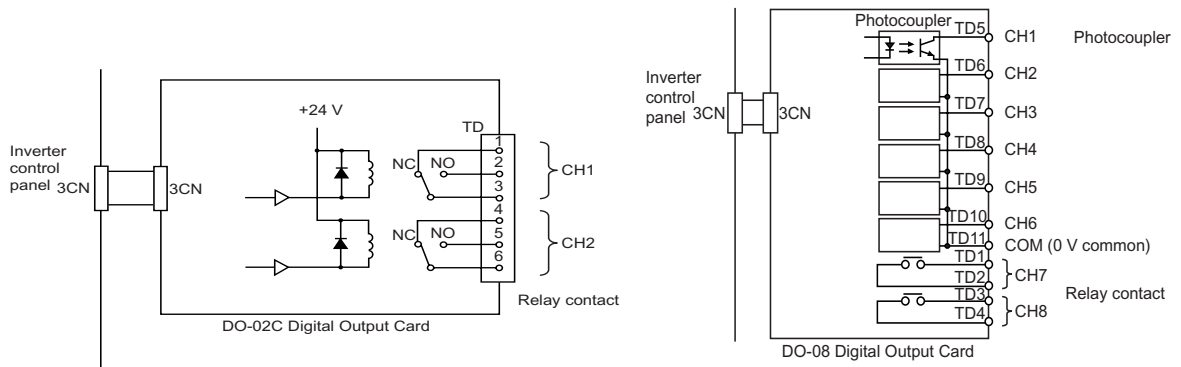 Inverter
control
panel 3CN
3CN
+24 V
TD
1
2
3
4
5
6
NC NO
NC NO
CH1
CH2
Relay contact
DO-02C Digital Output Card
Inverter
control
panel 3CN
3CN
Photocoupler
TD5 CH1 Photocoupler
TD6 CH2
TD7 CH3
TD8 CH4
TD9 CH5
TD10 CH6
TD11 COM (0 V common)
TD1
TD2 CH7
Relay contact
TD3
TD4 CH8
DO-08 Digital Output Card